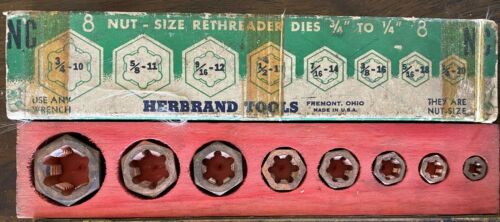 NC 8 NUT - SIZE RETHREADER DIES 3/4" TO 1/4" 8 N
3/4-10 5/8-11 9/16-12 1/2-1 7/16-14 3/8-16 5/16-18
USE ANY WRENCH
HERBRAND TOOLS
FREMONT, OHIO
MADE IN U.S.A.
THEY ARE NUT-SIZE